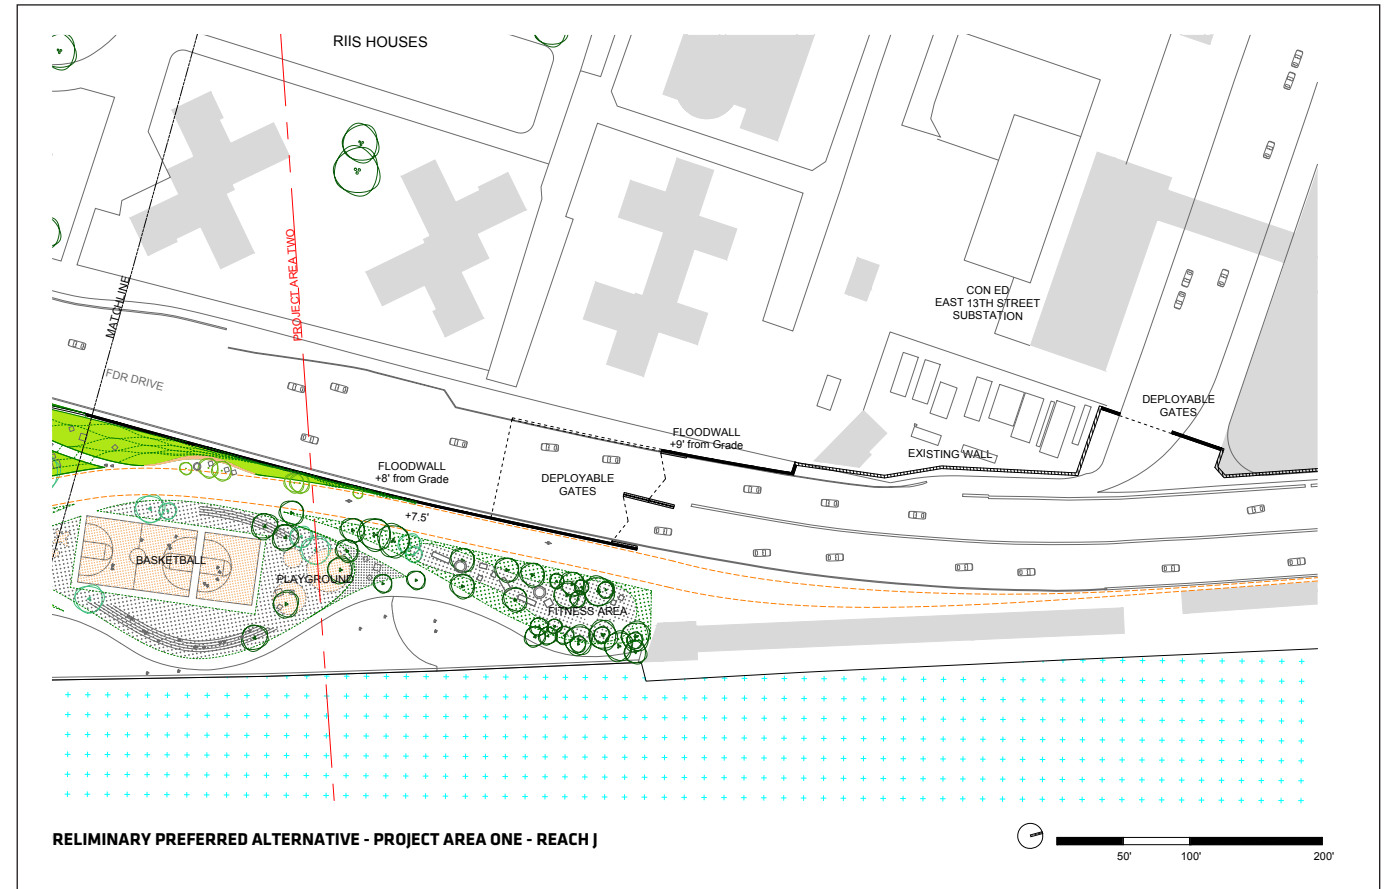 RIIS HOUSES
PROJECT AREA TWO
MATCHLINE
CON ED
EAST 13TH STREET
SUBSTATION
FDR DRIVE
DEPLOYABLE
GATES
FLOODWALL
+9' from Grade
EXISTING WALL
FLOODWALL
+8' from Grade
DEPLOYABLE
GATES
+7.5'
BASKETBALL
PLAYGROUND
FITNESS AREA
RELIMINARY PREFERRED ALTERNATIVE - PROJECT AREA ONE - REACH J
50'
100'
200'